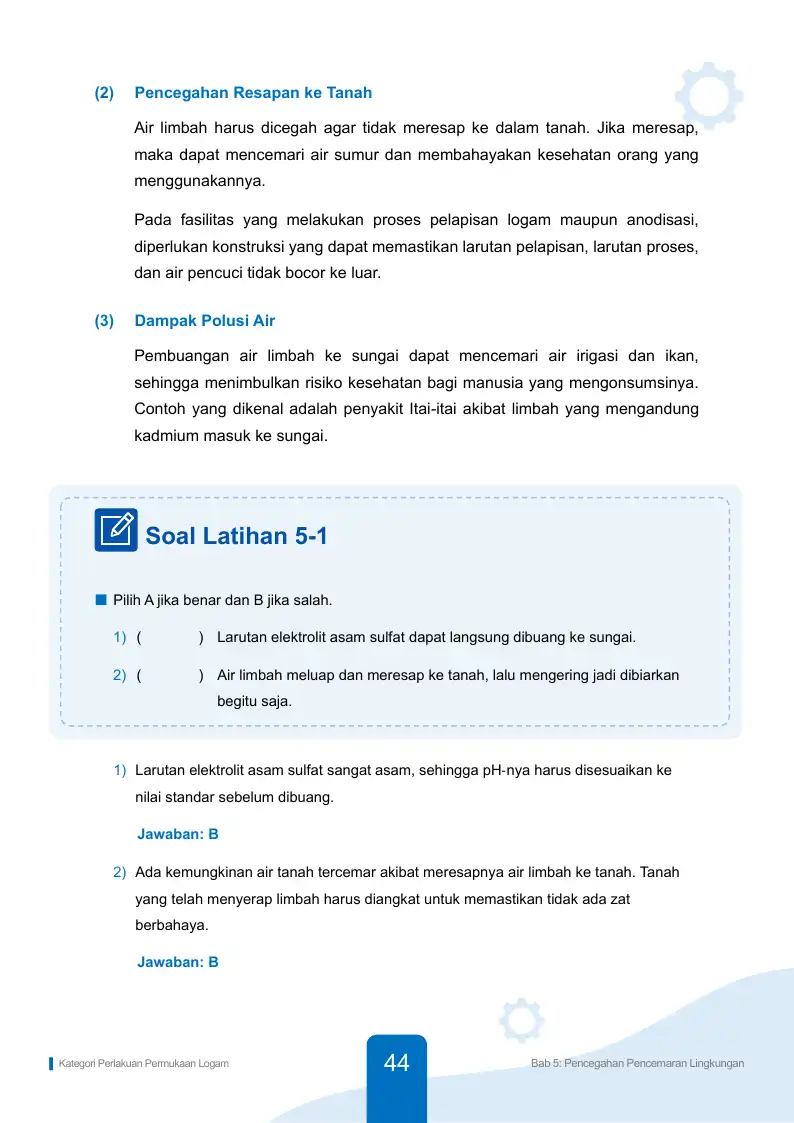 (2) Pencegahan Resapan ke Tanah
Air limbah harus dicegah agar tidak meresap ke dalam tanah. Jika meresap,
maka dapat mencemari air sumur dan membahayakan kesehatan orang yang
menggunakannya.
Pada fasilitas yang melakukan proses pelapisan logam maupun anodisasi,
diperlukan konstruksi yang dapat memastikan larutan pelapisan, larutan proses,
dan air pencuci tidak bocor ke luar.
(3) Dampak Polusi Air
Pembuangan air limbah ke sungai dapat mencemari air irigasi dan ikan,
sehingga menimbulkan risiko kesehatan bagi manusia yang mengonsumsinya.
Contoh yang dikenal adalah penyakit Itai-itai akibat limbah yang mengandung
kadmium masuk ke sungai.
Soal Latihan 5-1
Pilih A jika benar dan B jika salah.
1) ( ) Larutan elektrolit asam sulfat dapat langsung dibuang ke sungai.
2) ( ) Air limbah meluap dan meresap ke tanah, lalu mengering jadi dibiarkan
begitu saja.
1) Larutan elektrolit asam sulfat sangat asam, sehingga pH-nya harus disesuaikan ke
nilai standar sebelum dibuang.
Jawaban: B
2) Ada kemungkinan air tanah tercemar akibat meresapnya air limbah ke tanah. Tanah
yang telah menyerap limbah harus diangkat untuk memastikan tidak ada zat
berbahaya.
Jawaban: B
Kategori Perlakuan Permukaan Logam
44
Bab 5: Pencegahan Pencemaran Lingkungan